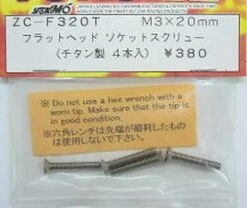 ZC-F320T M3×20mm
フラットヘッド ソケットスクリュー
(チタン製 4本入) ¥380
Do not use a hex wrench with a
worn tip. Make sure that the tip is
in good condition.
※六角レンチは先端が磨耗したもの
は使用しないで下さい。